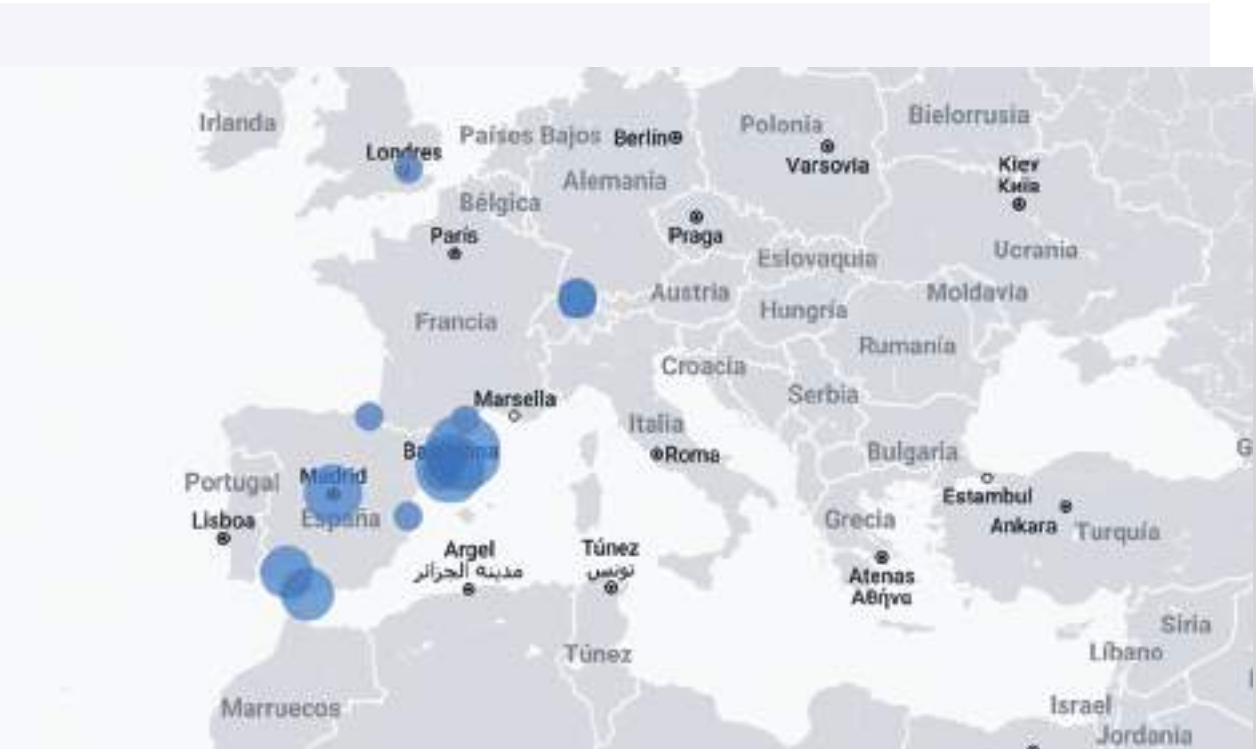 Bielorrusia
Polonia
Irlanda
Países Bajos
Berlín
Londres
Varsovia
Kiev
Київ
Alemania
Bélgica
París
Praga
Ucrania
Eslovaquia
Austria
Moldavia
Hungría
Francia
Rumanía
Croacia
Serbia
Marsella
Italia
Roma
Bulgaria
G
Madrid
Portugal
España
Lisboa
Estambul
Ankara
Turquía
Grecia
Argel
مدينة الجزائر
Túnez
تونس
Atenas
Αθήνα
Siria
Líbano
Túnez
Marruecos
Israel
Jordania